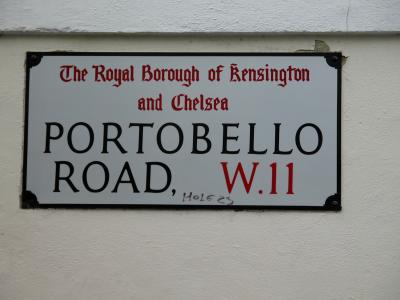 The Royal Borough of Kensington
and Chelsea
PORTOBELLO
ROAD, W.11